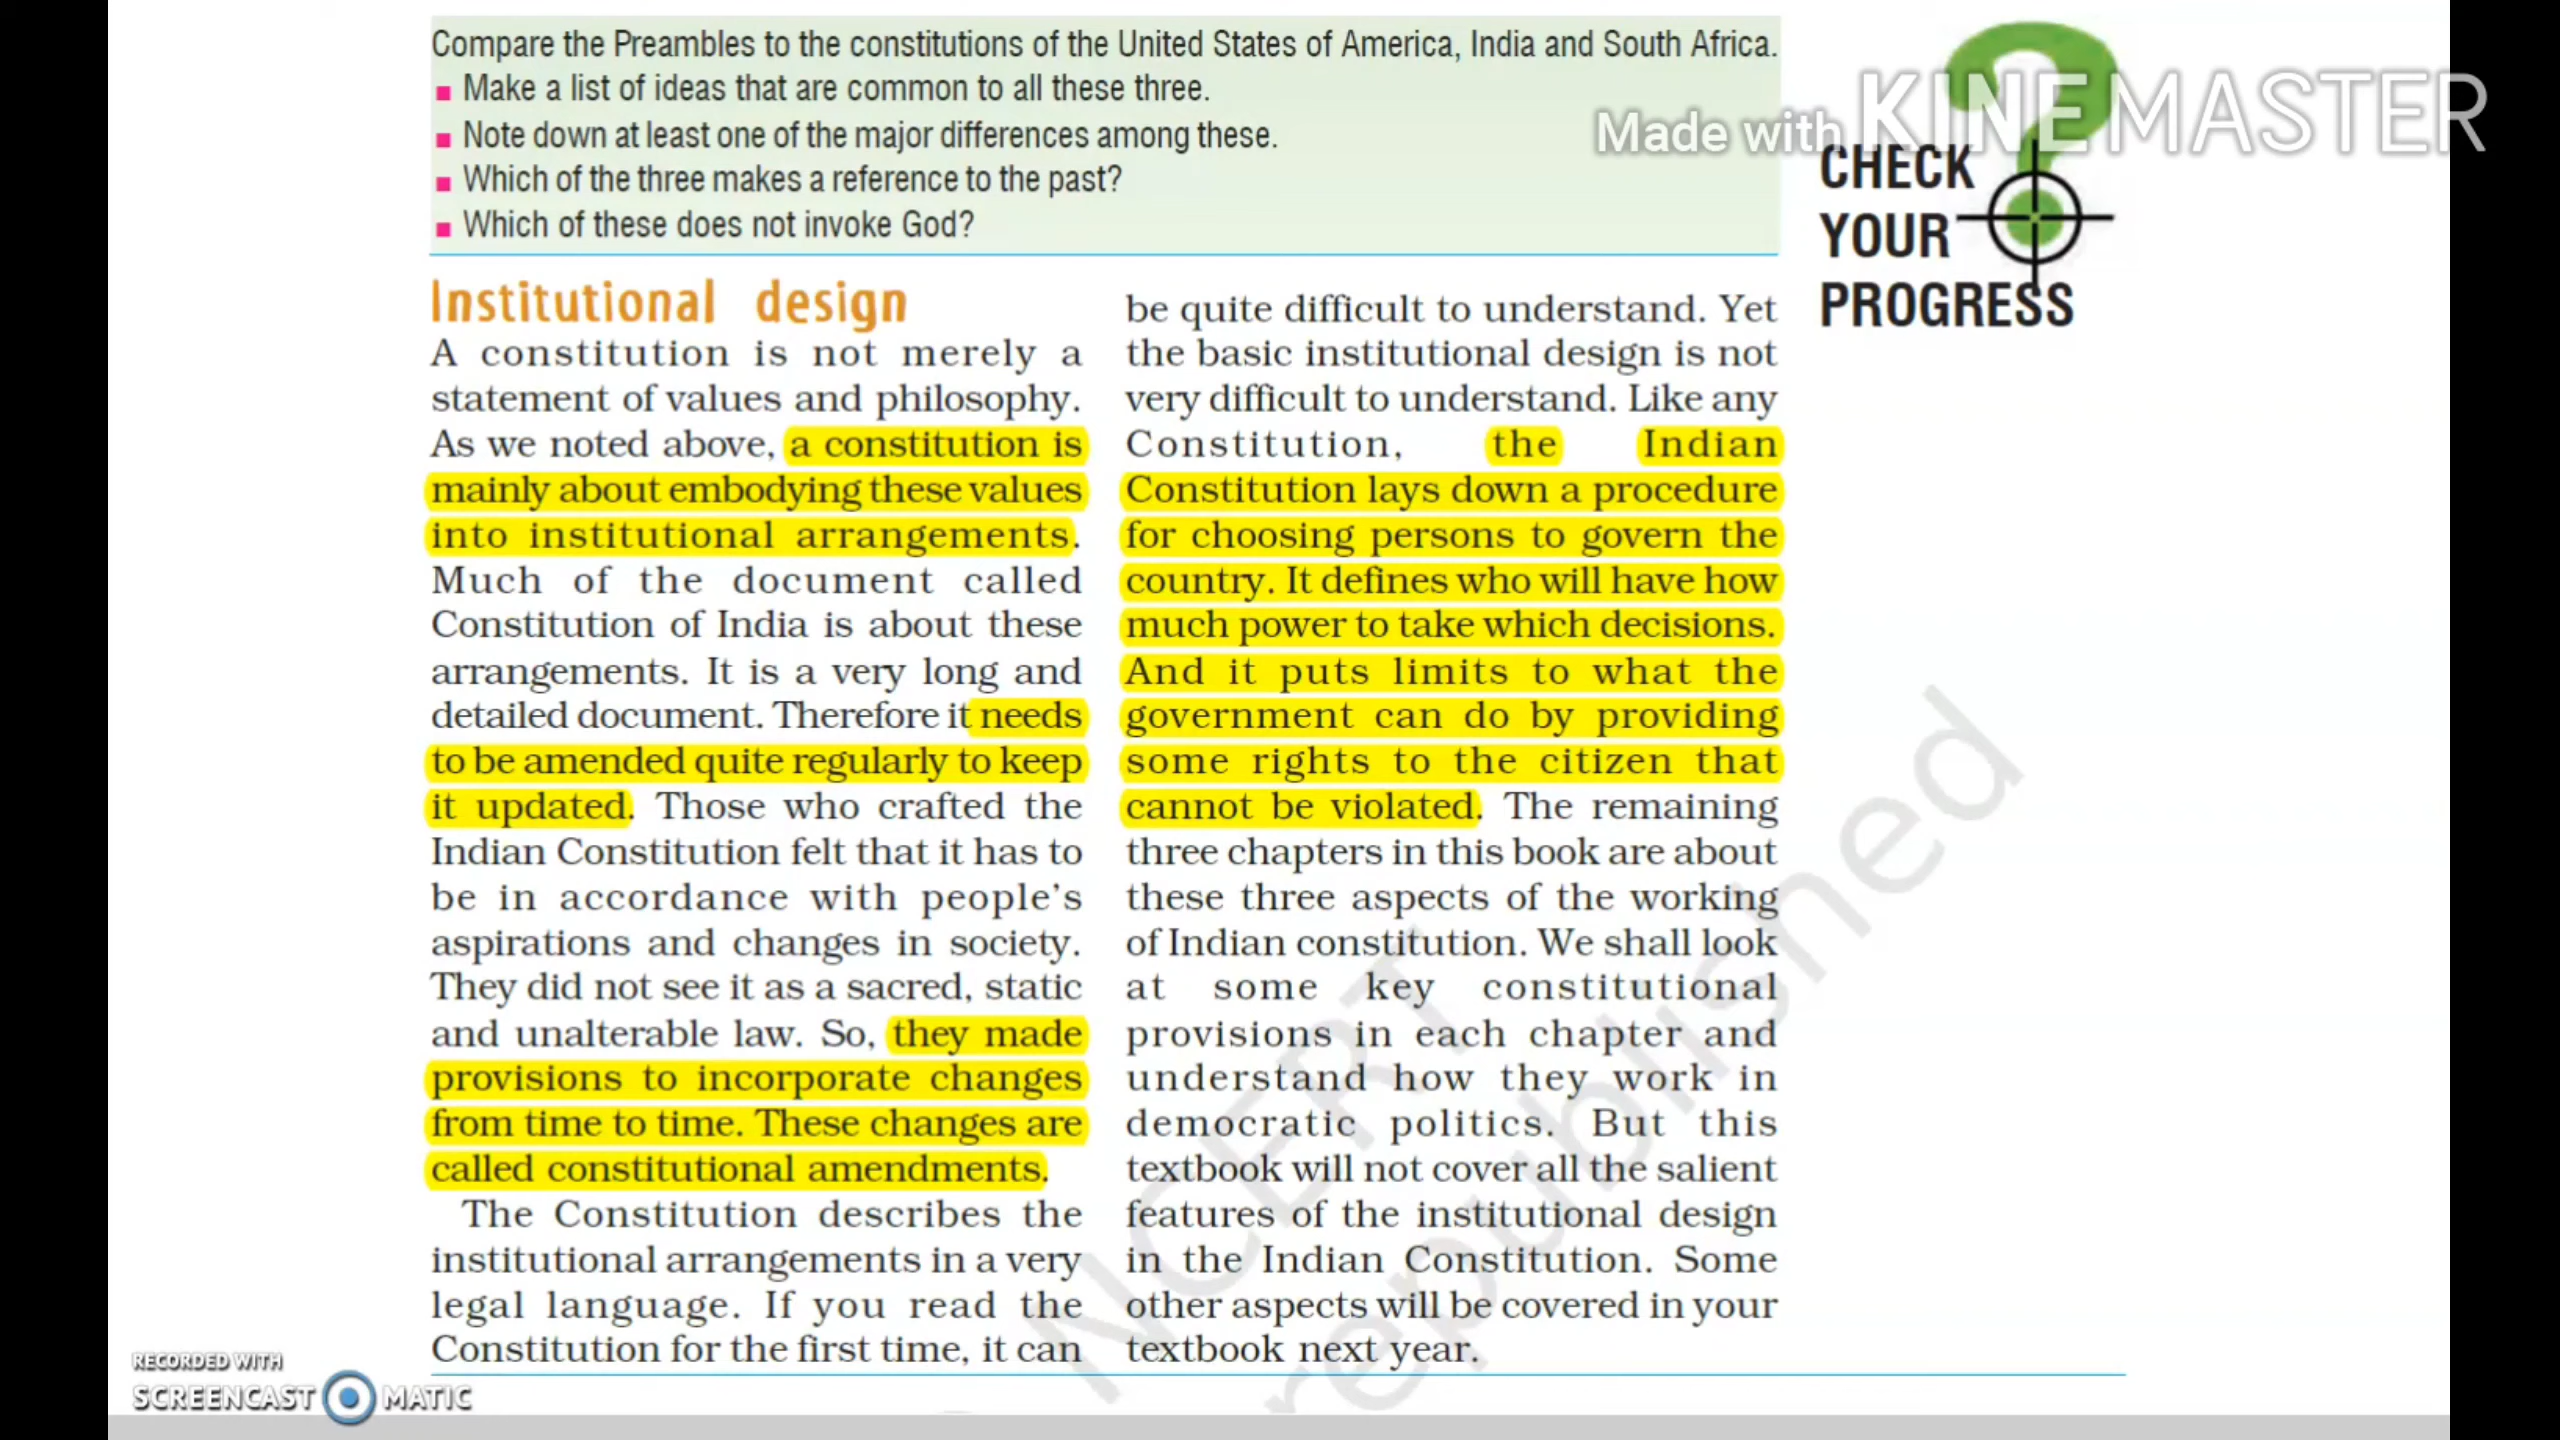 Compare the Preambles to the constitutions of the United States of America, India and South Africa.
Make a list of ideas that are common to all these three.
Note down at least one of the major differences among these.
Which of the three makes a reference to the past?
Which of these does not invoke God?
Made with KINEMASTER
CHECK
YOUR
PROGRESS
Institutional design
A constitution is not merely a
statement of values and philosophy.
As we noted above, a constitution is
mainly about embodying these values
into institutional arrangements.
Much of the document called
Constitution of India is about these
arrangements. It is a very long and
detailed document. Therefore it needs
to be amended quite regularly to keep
it updated. Those who crafted the
Indian Constitution felt that it has to
be in accordance with people's
aspirations and changes in society.
They did not see it as a sacred, static
and unalterable law. So, they made
provisions to incorporate changes
from time to time. These changes are
called constitutional amendments.
The Constitution describes the
institutional arrangements in a very
legal language. If you read the
Constitution for the first time, it can
be quite difficult to understand. Yet
the basic institutional design is not
very difficult to understand. Like any
Constitution, the Indian
Constitution lays down a procedure
for choosing persons to govern the
country. It defines who will have how
much power to take which decisions.
And it puts limits to what the
government can do by providing
some rights to the citizen that
cannot be violated. The remaining
three chapters in this book are about
these three aspects of the working
of Indian constitution. We shall look
at some key constitutional
provisions in each chapter and
understand how they work in
democratic politics. But this
textbook will not cover all the salient
features of the institutional design
in the Indian Constitution. Some
other aspects will be covered in your
textbook next year.
NCERT
republished
RECORDED WITH
SCREENCAST MATIC